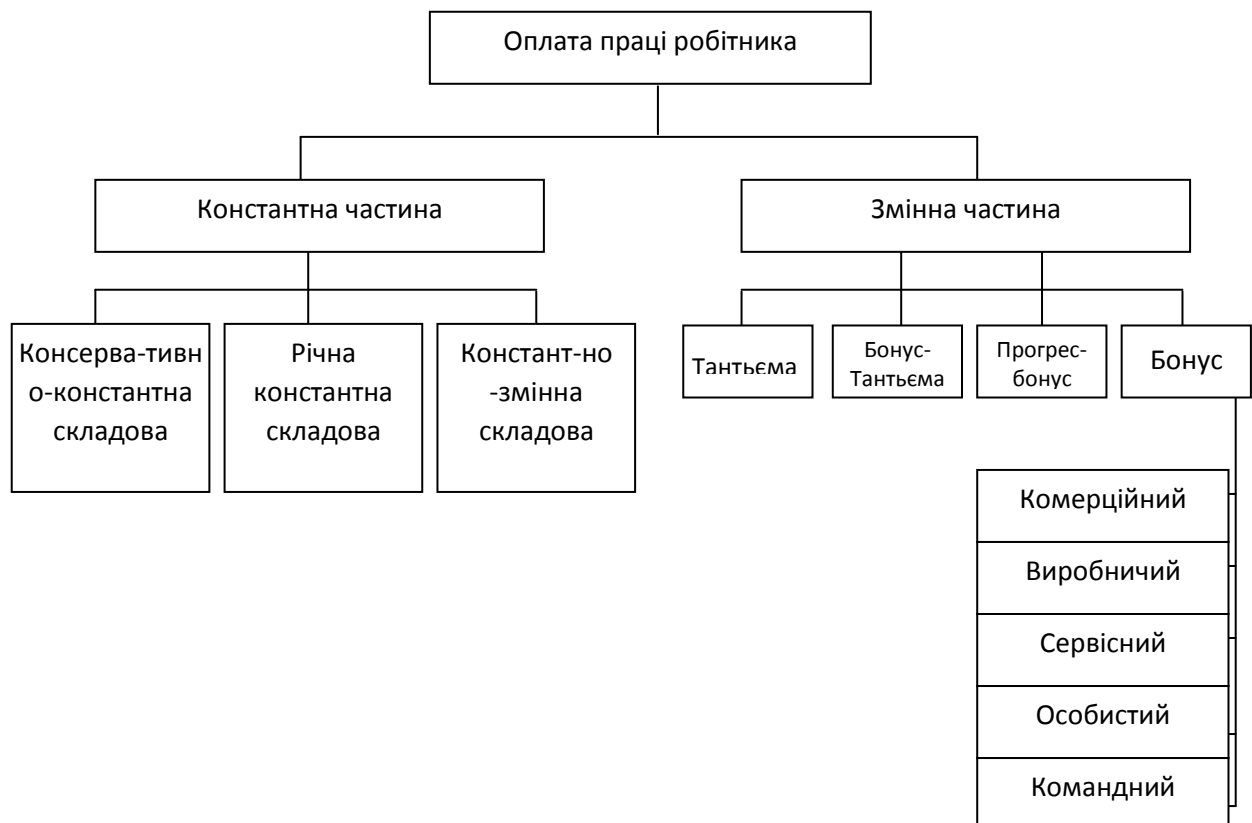 Оплата праці робітника
Константна частина
Змінна частина
Консерва-тивн
о-константна
складова
Річна
константна
складова
Констант-но
-змінна
складова
Тантьєма
Бонус-
Тантьєма
Прогрес-
бонус
Бонус
Комерційний
Виробничий
Сервісний
Особистий
Командний